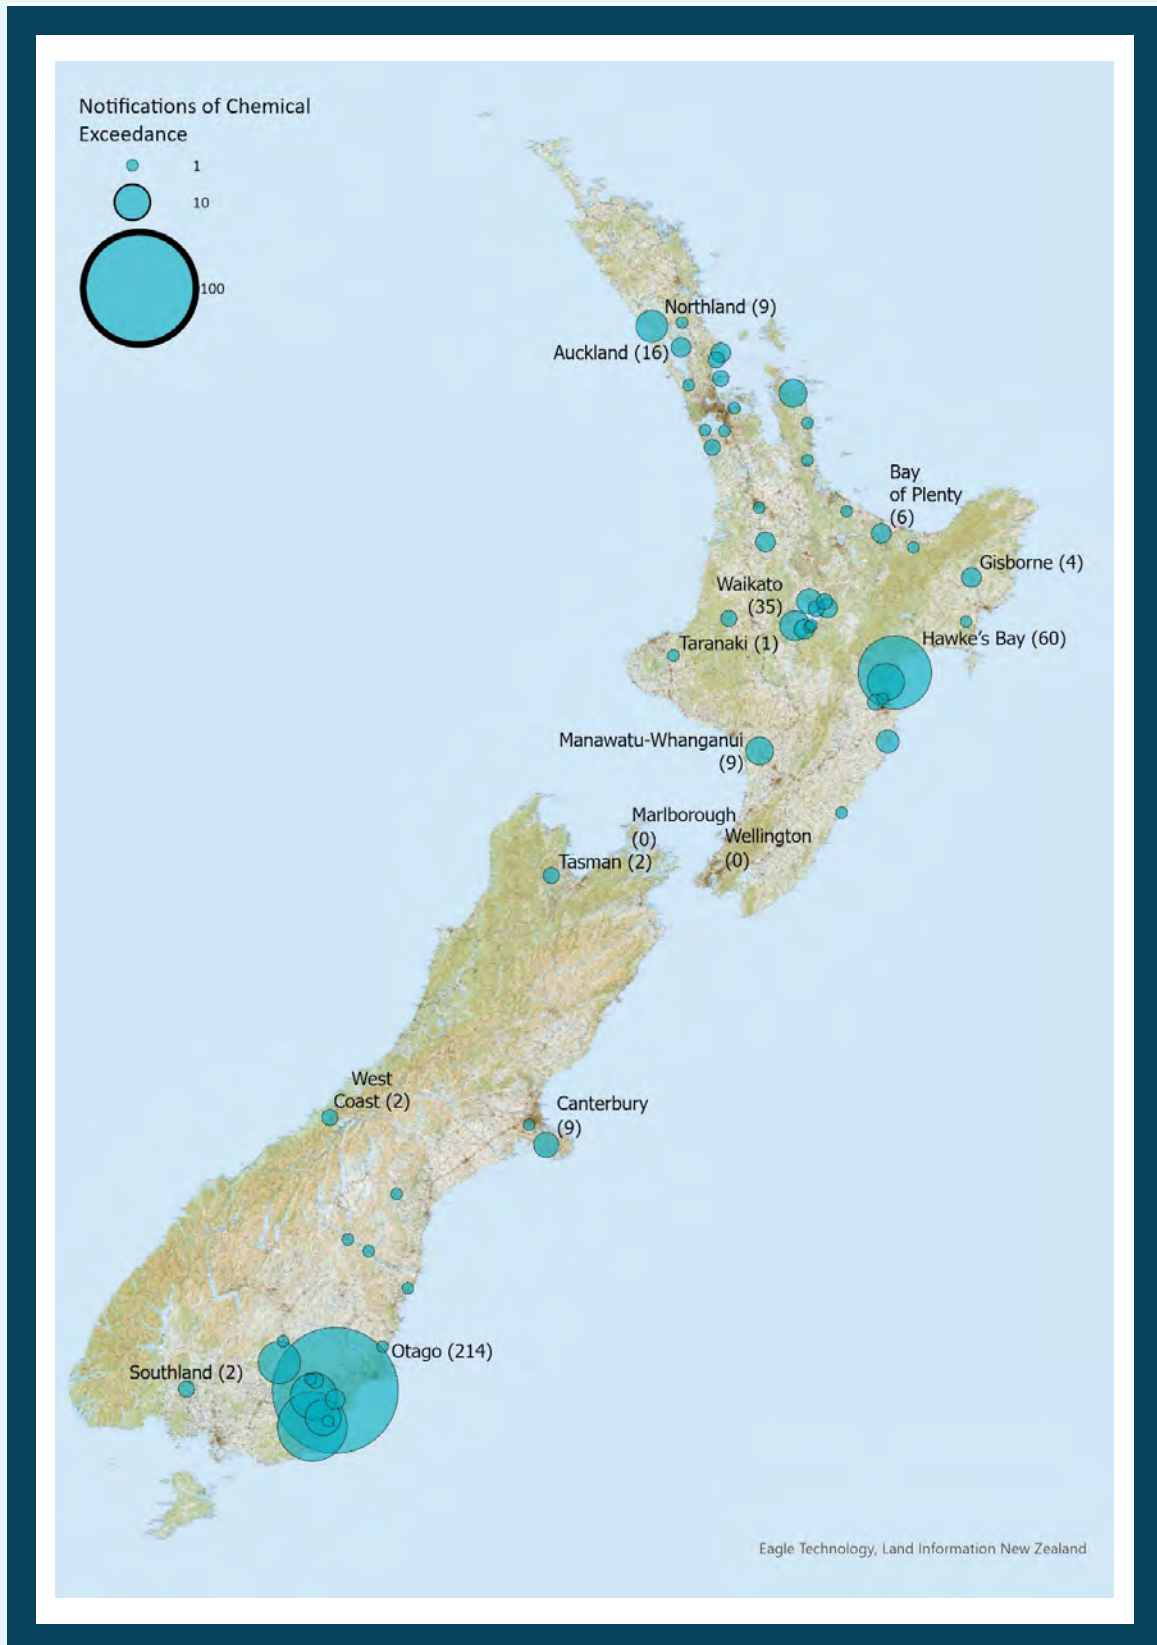 Notifications of Chemical
Exceedance
1
10
100
Northland (9)
Auckland (16)
Bay
of Plenty
(6)
Gisborne (4)
Waikato
(35)
Hawke's Bay (60)
Taranaki (1)
Manawatu-Whanganui
(9)
Marlborough
(0)
Wellington
(0)
Tasman (2)
West
Coast (2)
Canterbury
(9)
Otago (214)
Southland (2)
Eagle Technology, Land Information New Zealand